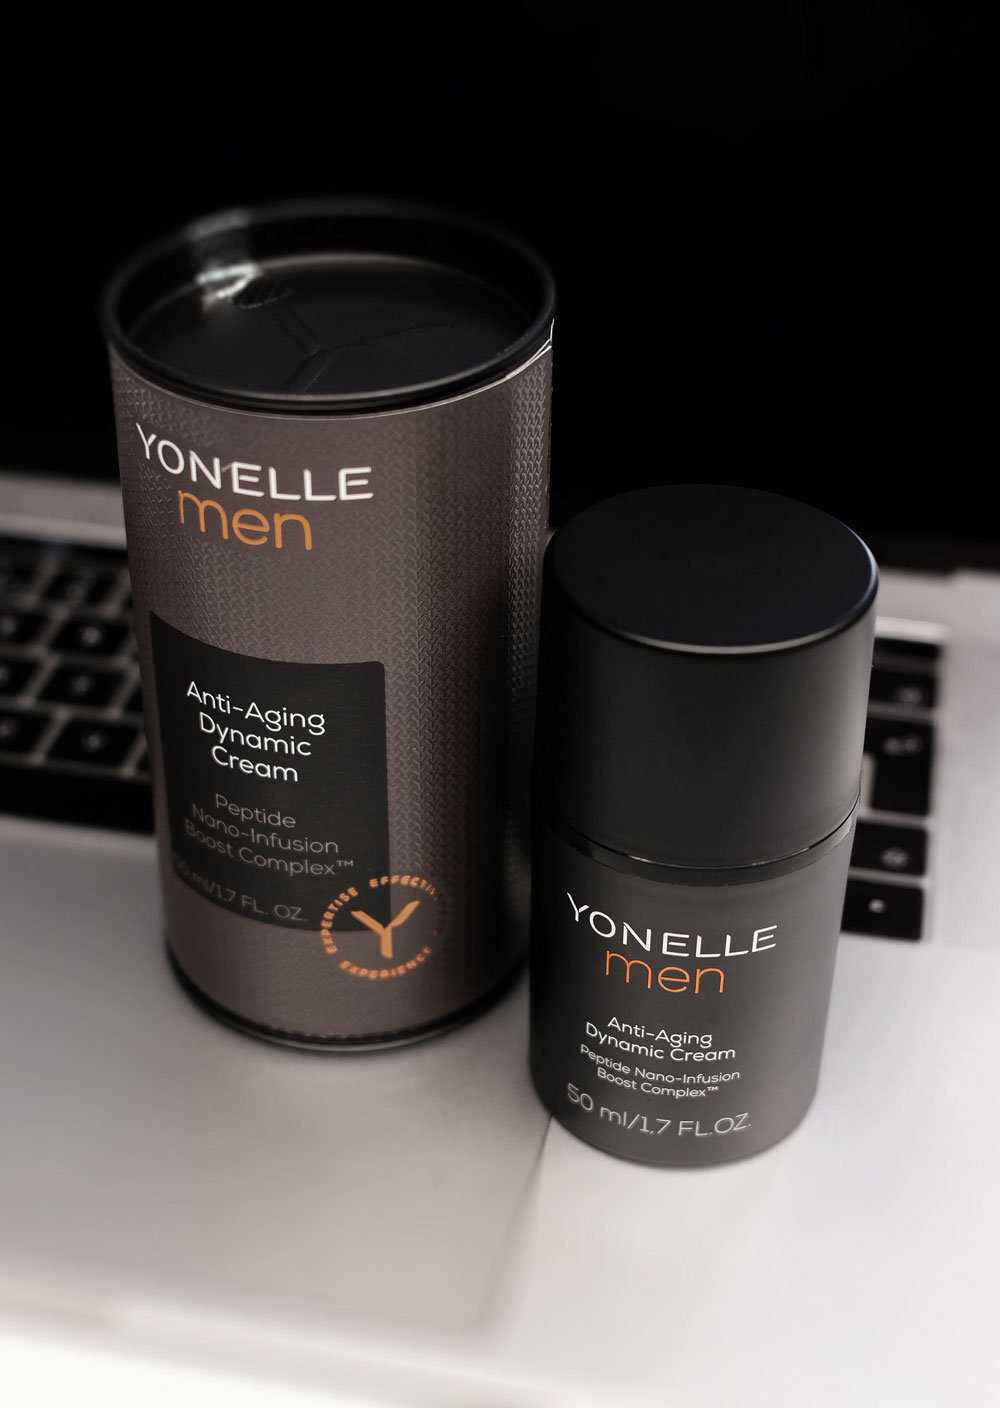 YONELLE
men
Anti-Aging
Dynamic
Cream
Peptide
Nano-Infusion
Boost Complex™
50 ml/1.7 FL. OZ.
EXPERTISE
EXPERIENCE
Y
YONELLE
men
Anti-Aging
Dynamic Cream
Peptide Nano-Infusion
Boost Complex™
50 ml/1.7 FL.OZ.